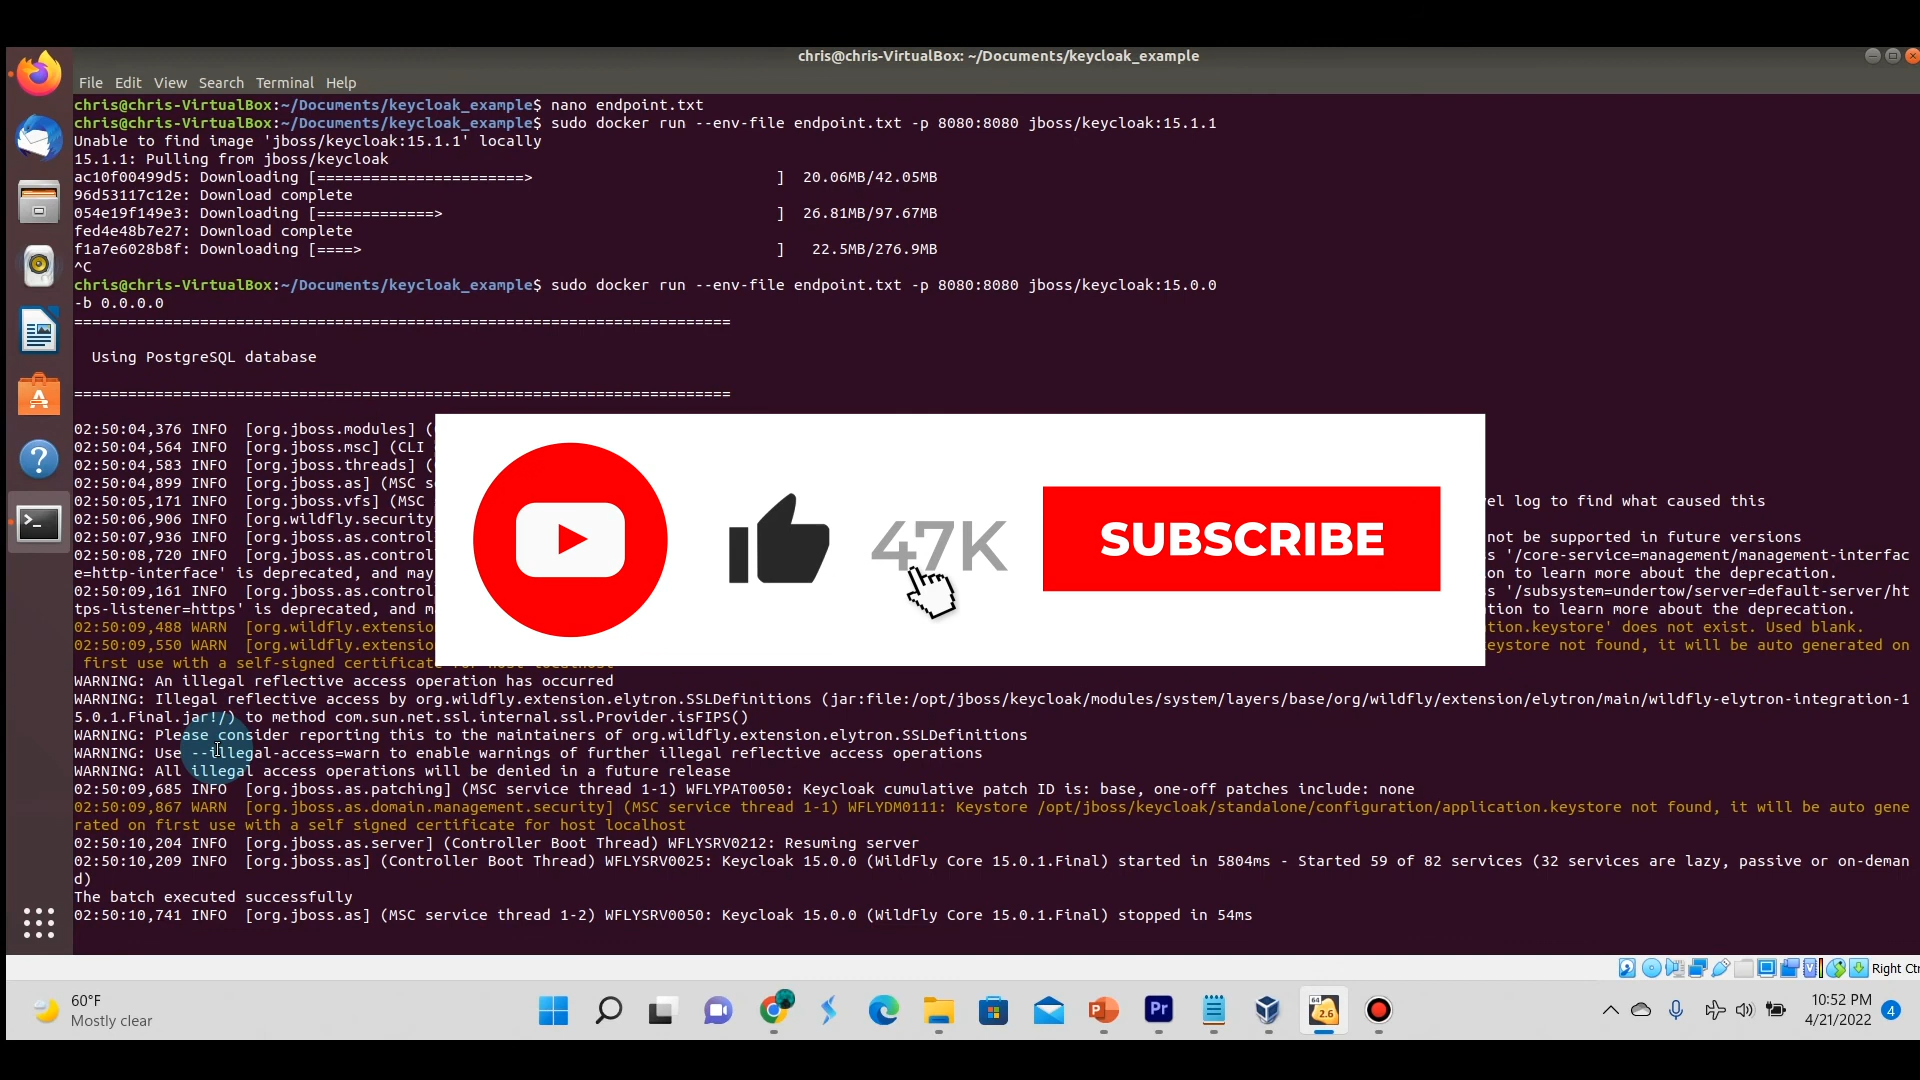 chris@chris-VirtualBox: ~/Documents/keycloak_example
File Edit View Search Terminal Help
chris@chris-VirtualBox:~/Documents/keycloak_example$ nano endpoint.txt
chris@chris-VirtualBox:~/Documents/keycloak_example$ sudo docker run --env-file endpoint.txt -p 8080:8080 jboss/keycloak:15.1.1
Unable to find image 'jboss/keycloak:15.1.1' locally
15.1.1: Pulling from jboss/keycloak
ac10f00499d5: Downloading [=======================> ] 20.06MB/42.05MB
96d53117c12e: Download complete
054e19f149e3: Downloading [=============> ] 26.81MB/97.67MB
fed4e48b7e27: Download complete
f1a7e6028b8f: Downloading [====> ] 22.5MB/276.9MB
^C
chris@chris-VirtualBox:~/Documents/keycloak_example$ sudo docker run --env-file endpoint.txt -p 8080:8080 jboss/keycloak:15.0.0
-b 0.0.0.0
=========================================================================
Using PostgreSQL database
=========================================================================
02:50:04,376 INFO [org.jboss.modules] (
02:50:04,564 INFO [org.jboss.msc] (CLI
02:50:04,583 INFO [org.jboss.threads] (
02:50:04,899 INFO [org.jboss.as] (MSC s
02:50:05,171 INFO [org.jboss.vfs] (MSC el log to find what caused this
02:50:06,906 INFO [org.wildfly.security
02:50:07,936 INFO [org.jboss.as.control not be supported in future versions
02:50:08,720 INFO [org.jboss.as.control s '/core-service=management/management-interfac
e=http-interface' is deprecated, and may on to learn more about the deprecation.
02:50:09,161 INFO [org.jboss.as.control s '/subsystem=undertow/server=default-server/ht
tps-listener=https' is deprecated, and m tion to learn more about the deprecation.
02:50:09,488 WARN [org.wildfly.extension tion.keystore' does not exist. Used blank.
02:50:09,550 WARN [org.wildfly.extension eystore not found, it will be auto generated on
first use with a self-signed certificate for host localhost
WARNING: An illegal reflective access operation has occurred
WARNING: Illegal reflective access by org.wildfly.extension.elytron.SSLDefinitions (jar:file:/opt/jboss/keycloak/modules/system/layers/base/org/wildfly/extension/elytron/main/wildfly-elytron-integration-1
5.0.1.Final.jar!/) to method com.sun.net.ssl.internal.ssl.Provider.isFIPS()
WARNING: Please consider reporting this to the maintainers of org.wildfly.extension.elytron.SSLDefinitions
WARNING: Use --illegal-access=warn to enable warnings of further illegal reflective access operations
WARNING: All illegal access operations will be denied in a future release
02:50:09,685 INFO [org.jboss.as.patching] (MSC service thread 1-1) WFLYPAT0050: Keycloak cumulative patch ID is: base, one-off patches include: none
02:50:09,867 WARN [org.jboss.as.domain.management.security] (MSC service thread 1-1) WFLYDM0111: Keystore /opt/jboss/keycloak/standalone/configuration/application.keystore not found, it will be auto gene
rated on first use with a self signed certificate for host localhost
02:50:10,204 INFO [org.jboss.as.server] (Controller Boot Thread) WFLYSRV0212: Resuming server
02:50:10,209 INFO [org.jboss.as] (Controller Boot Thread) WFLYSRV0025: Keycloak 15.0.0 (WildFly Core 15.0.1.Final) started in 5804ms - Started 59 of 82 services (32 services are lazy, passive or on-deman
d)
The batch executed successfully
02:50:10,741 INFO [org.jboss.as] (MSC service thread 1-2) WFLYSRV0050: Keycloak 15.0.0 (WildFly Core 15.0.1.Final) stopped in 54ms
47K
SUBSCRIBE
Right Ctr
60°F
Mostly clear
Pr
64
2.6
10:52 PM
4/21/2022
4